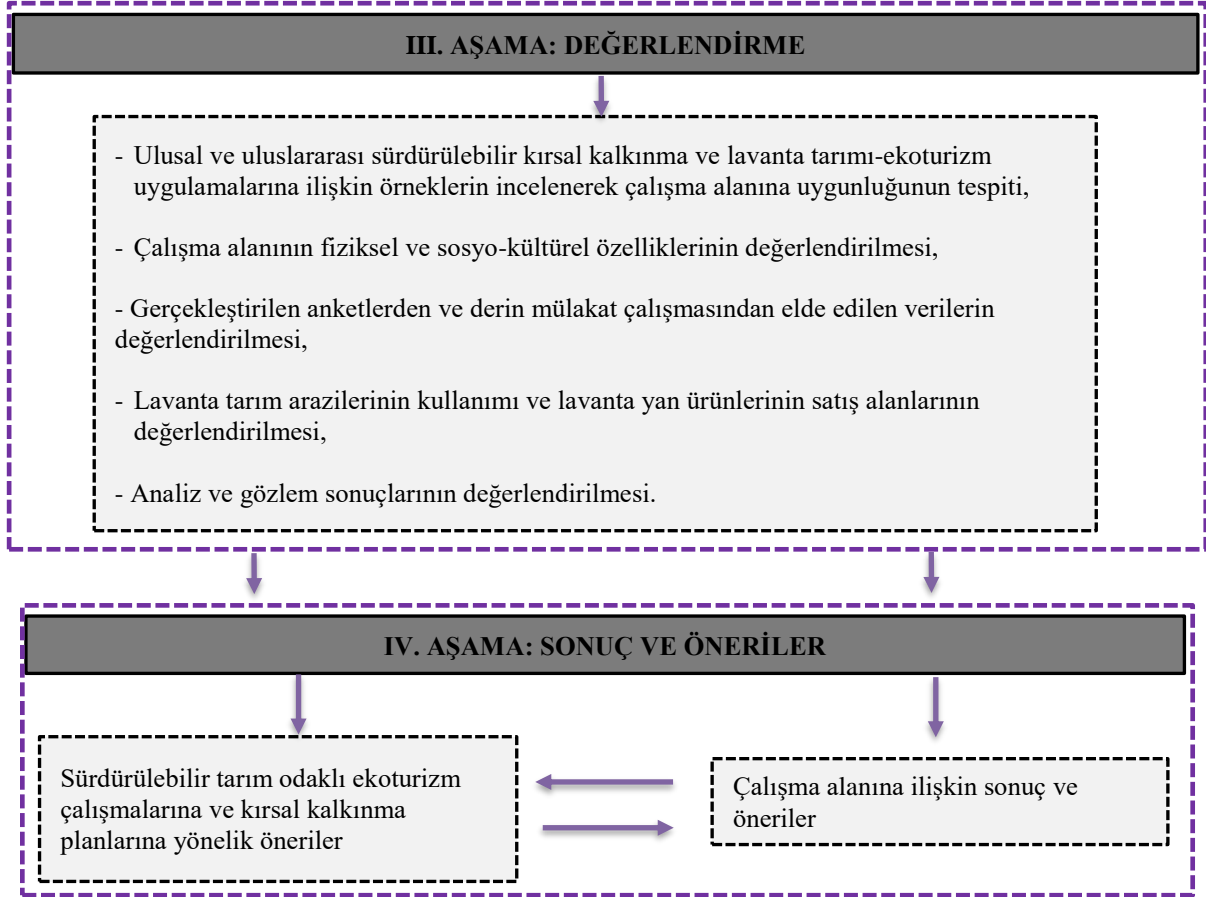 III. AŞAMA: DEĞERLENDİRME
- Ulusal ve uluslararası sürdürülebilir kırsal kalkınma ve lavanta tarımı-ekoturizm
uygulamalarına ilişkin örneklerin incelenerek çalışma alanına uygunluğunun tespiti,
- Çalışma alanının fiziksel ve sosyo-kültürel özelliklerinin değerlendirilmesi,
- Gerçekleştirilen anketlerden ve derin mülakat çalışmasından elde edilen verilerin
değerlendirilmesi,
- Lavanta tarım arazilerinin kullanımı ve lavanta yan ürünlerinin satış alanlarının
değerlendirilmesi,
- Analiz ve gözlem sonuçlarının değerlendirilmesi.
IV. AŞAMA: SONUÇ VE ÖNERİLER
Sürdürülebilir tarım odaklı ekoturizm
çalışmalarına ve kırsal kalkınma
planlarına yönelik öneriler
Çalışma alanına ilişkin sonuç ve
öneriler